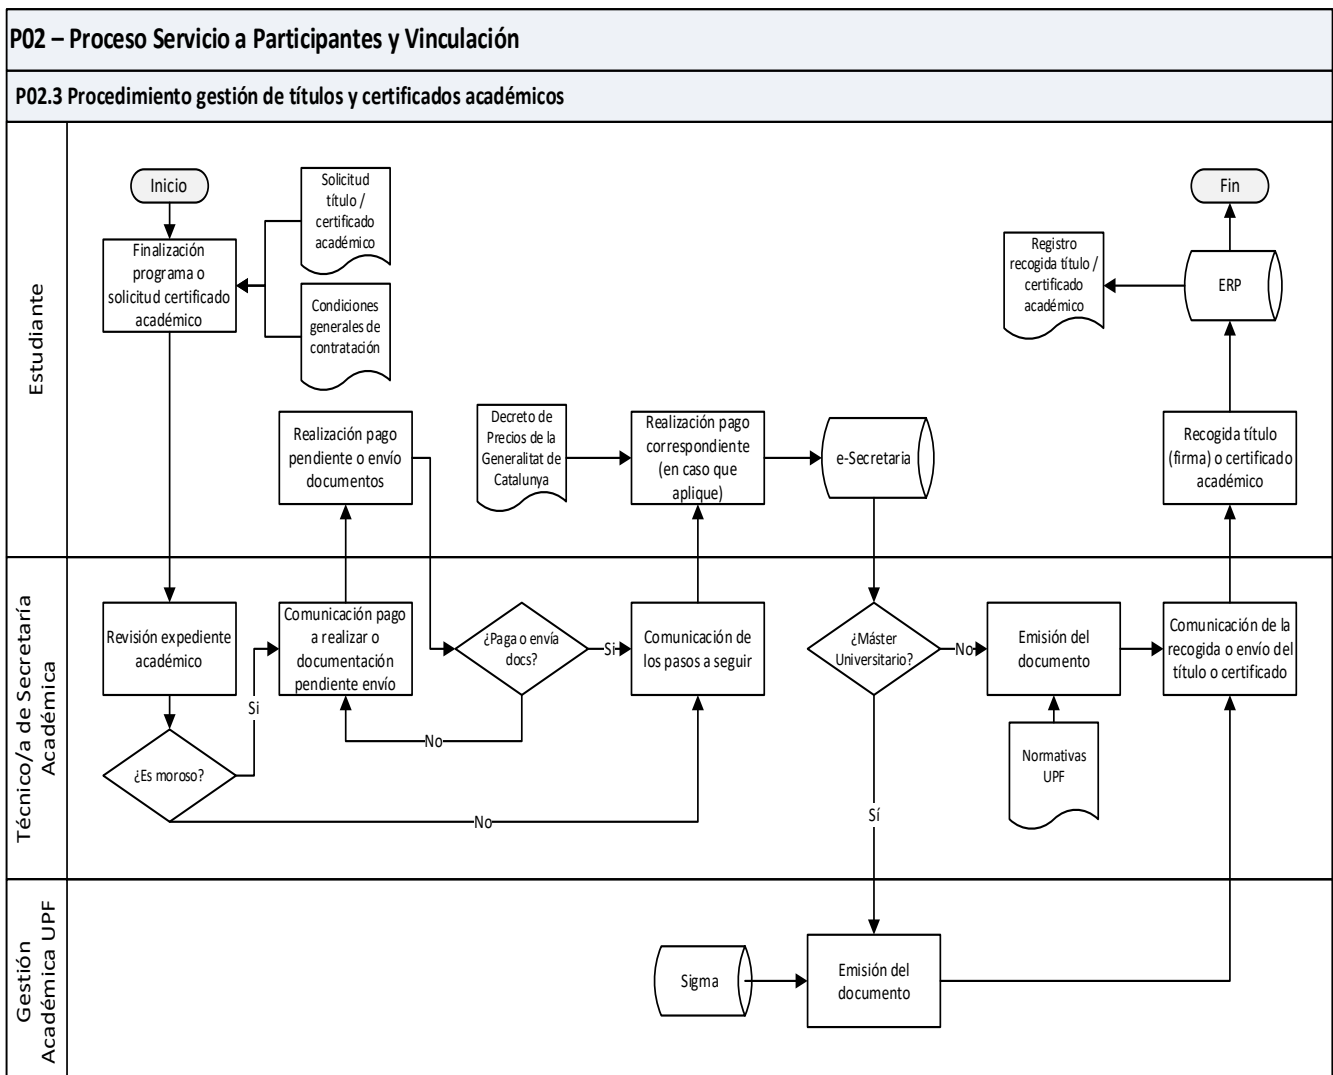 P02 – Proceso Servicio a Participantes y Vinculación
P02.3 Procedimiento gestión de títulos y certificados académicos
Estudiante
Inicio
Finalización
programa o
solicitud certificado
académico
Solicitud
título /
certificado
académico
Condiciones
generales de
contratación
Realización pago
pendiente o envío
documentos
Decreto de
Precios de la
Generalitat de
Catalunya
Realización pago
correspondiente
(en caso que
aplique)
e-Secretaria
Registro
recogida título /
certificado
académico
Fin
ERP
Recogida título
(firma) o certificado
académico
Técnico/a de Secretaría
Académica
Revisión expediente
académico
¿Es moroso?
Si
No
Comunicación pago
a realizar o
documentación
pendiente envío
¿Paga o envía
docs?
Si
No
Comunicación de
los pasos a seguir
¿Máster
Universitario?
No
Sí
Emisión del
documento
Normativas
UPF
Comunicación de la
recogida o envío del
título o certificado
Gestión
Académica UPF
Sigma
Emisión del
documento